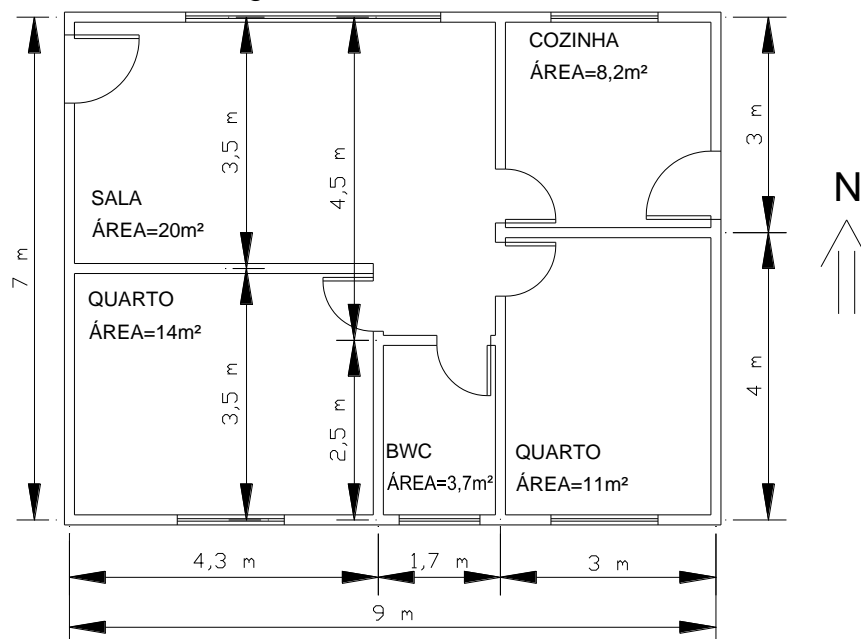 COZINHA
ÁREA=8,2m²
3,5 m
4,5 m
3 m
N
SALA
ÁREA=20m²
7 m
QUARTO
ÁREA=14m²
3,5 m
2,5 m
4 m
BWC
ÁREA=3,7m²
QUARTO
ÁREA=11m²
4,3 m
1,7 m
3 m
9 m